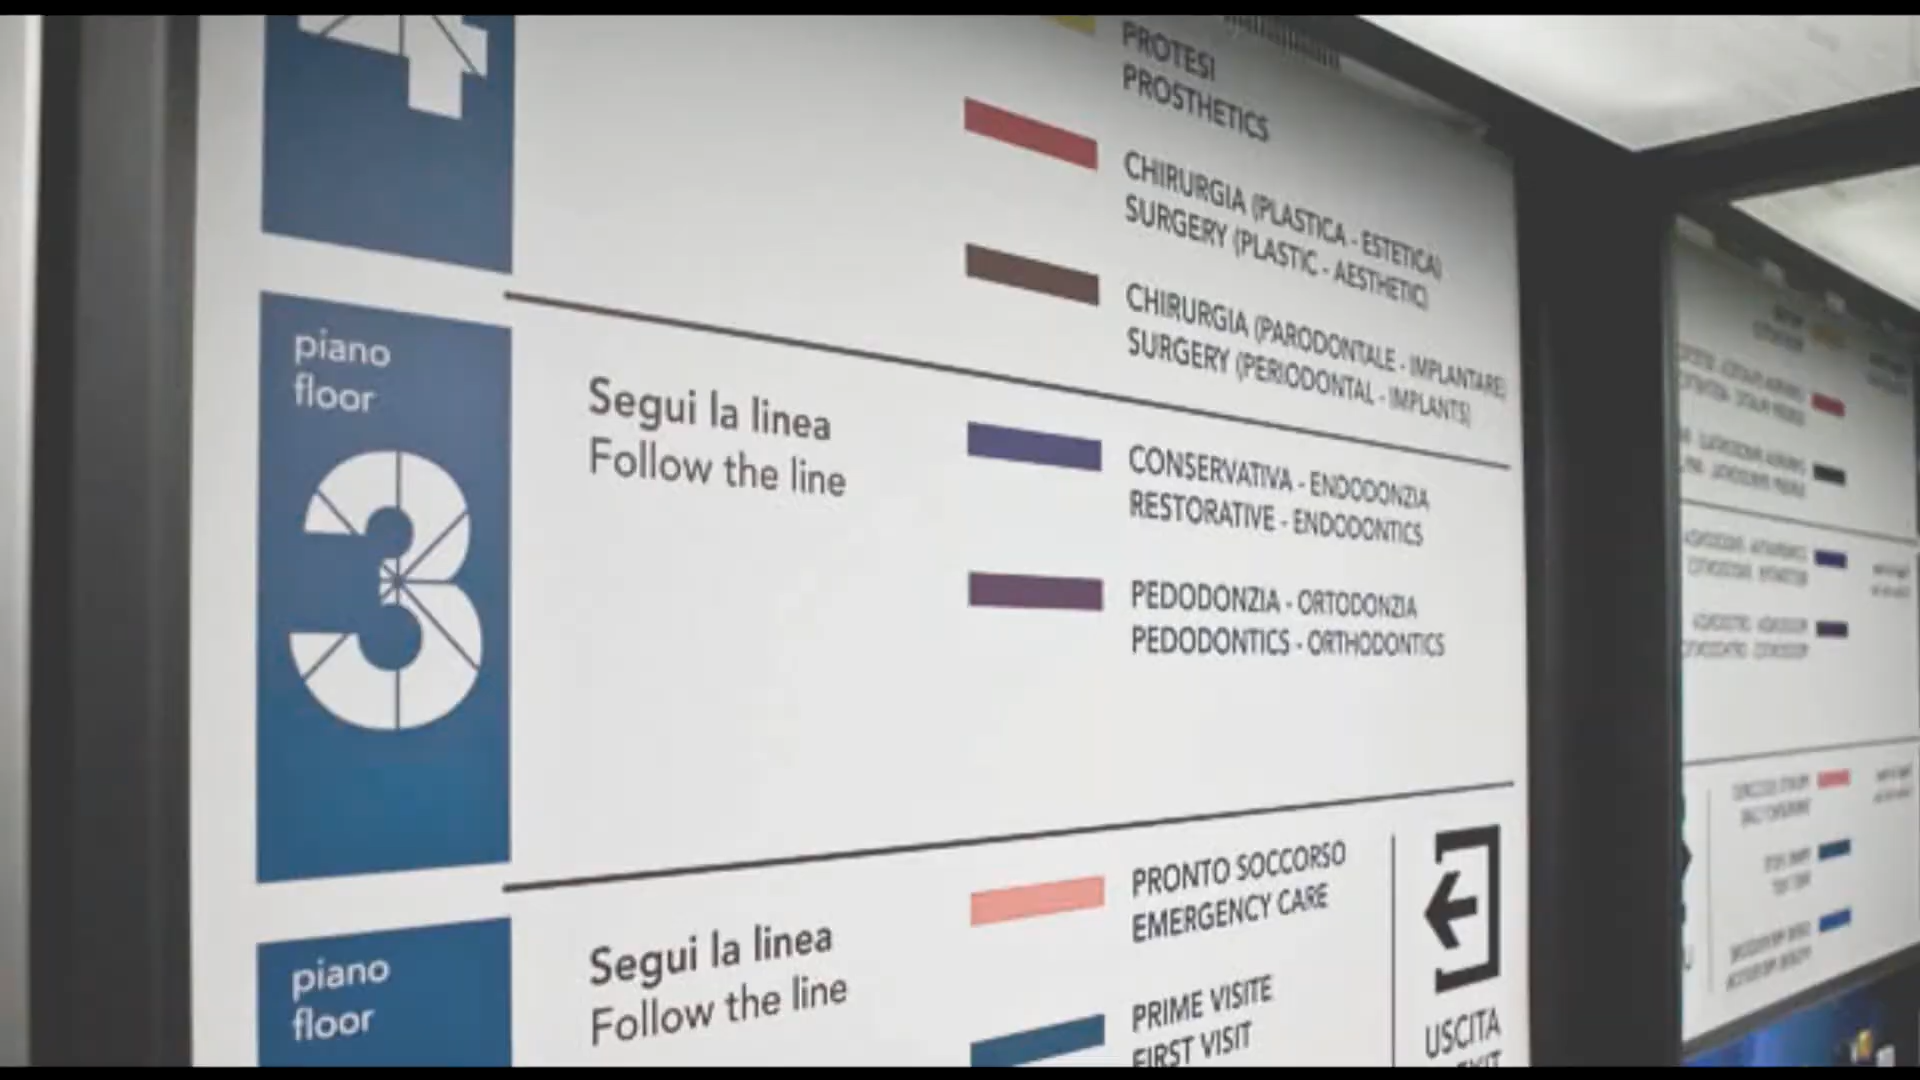 4
PROTESI
PROSTHETICS
CHIRURGIA (PLASTICA - ESTETICA)
SURGERY (PLASTIC - AESTHETIC)
CHIRURGIA (PARODONTALE - IMPLANTARE)
SURGERY (PERIODONTAL - IMPLANTS)
piano
floor
3
Segui la linea
Follow the line
CONSERVATIVA - ENDODONZIA
RESTORATIVE - ENDODONTICS
PEDODONZIA - ORTODONZIA
PEDODONTICS - ORTHODONTICS
piano
floor
Segui la linea
Follow the line
PRONTO SOCCORSO
EMERGENCY CARE
PRIME VISITE
FIRST VISIT
USCITA
EXIT